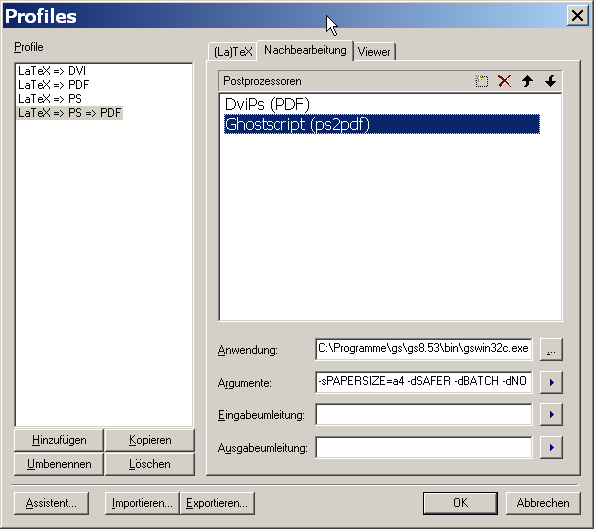 Profiles
Profile
LaTeX => DVI
LaTeX => PDF
LaTeX => PS
LaTeX => PS => PDF
Hinzufügen
Kopieren
Umbenennen
Löschen
(La)TeX
Nachbearbeitung
Viewer
Postprozessoren
DviPs (PDF)
Ghostscript (ps2pdf)
Anwendung:
C:\Programme\gs\gs8.53\bin\gswin32c.exe
...
Argumente:
-sPAPERSIZE=a4 -dSAFER -dBATCH -dNO
Eingabeumleitung:
Ausgabeumleitung:
Assistent...
Importieren...
Exportieren...
OK
Abbrechen